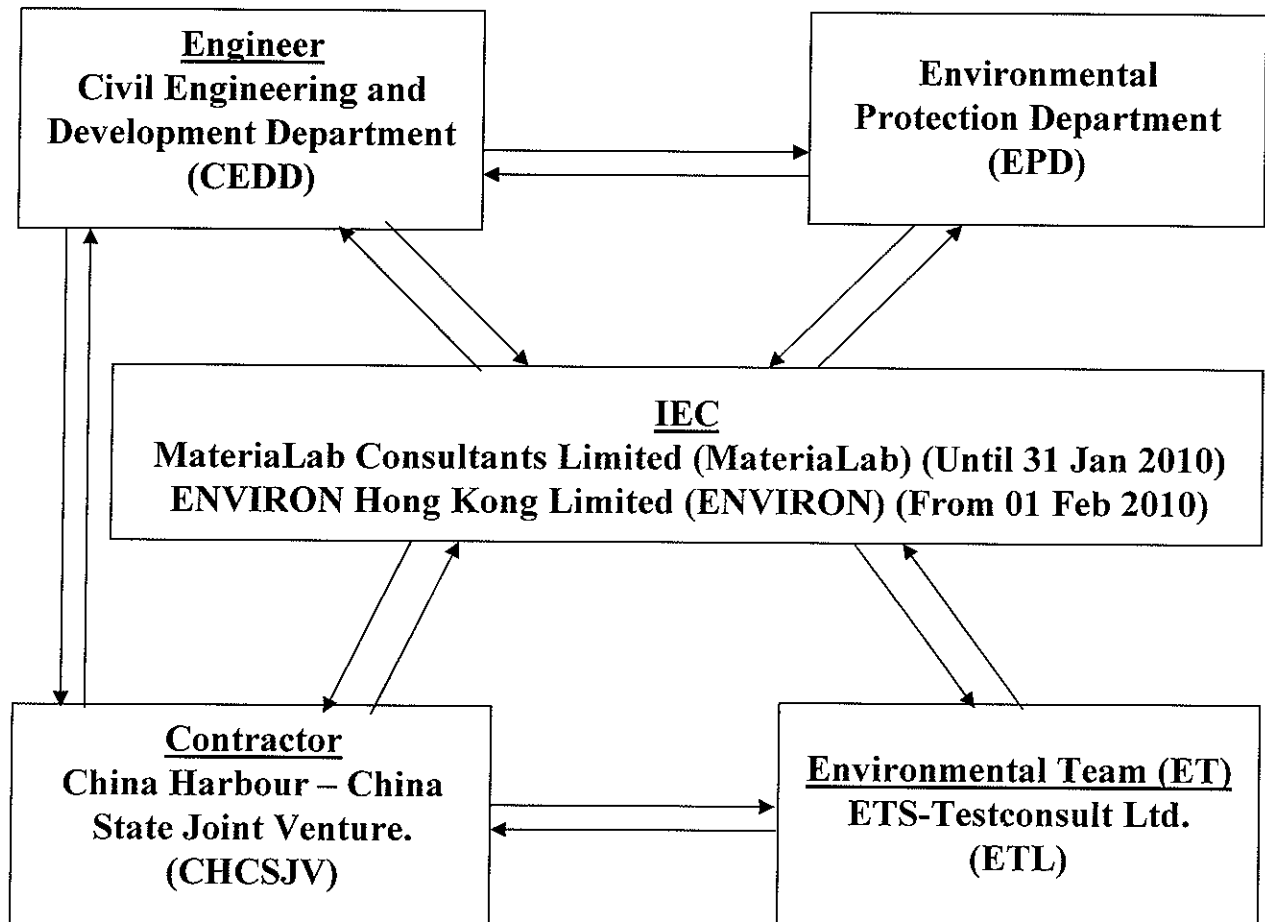 Engineer
Civil Engineering and
Development Department
(CEDD)
Environmental
Protection Department
(EPD)
IEC
MateriaLab Consultants Limited (MateriaLab) (Until 31 Jan 2010)
ENVIRON Hong Kong Limited (ENVIRON) (From 01 Feb 2010)
Contractor
China Harbour – China
State Joint Venture.
(CHCSJV)
Environmental Team (ET)
ETS-Testconsult Ltd.
(ETL)